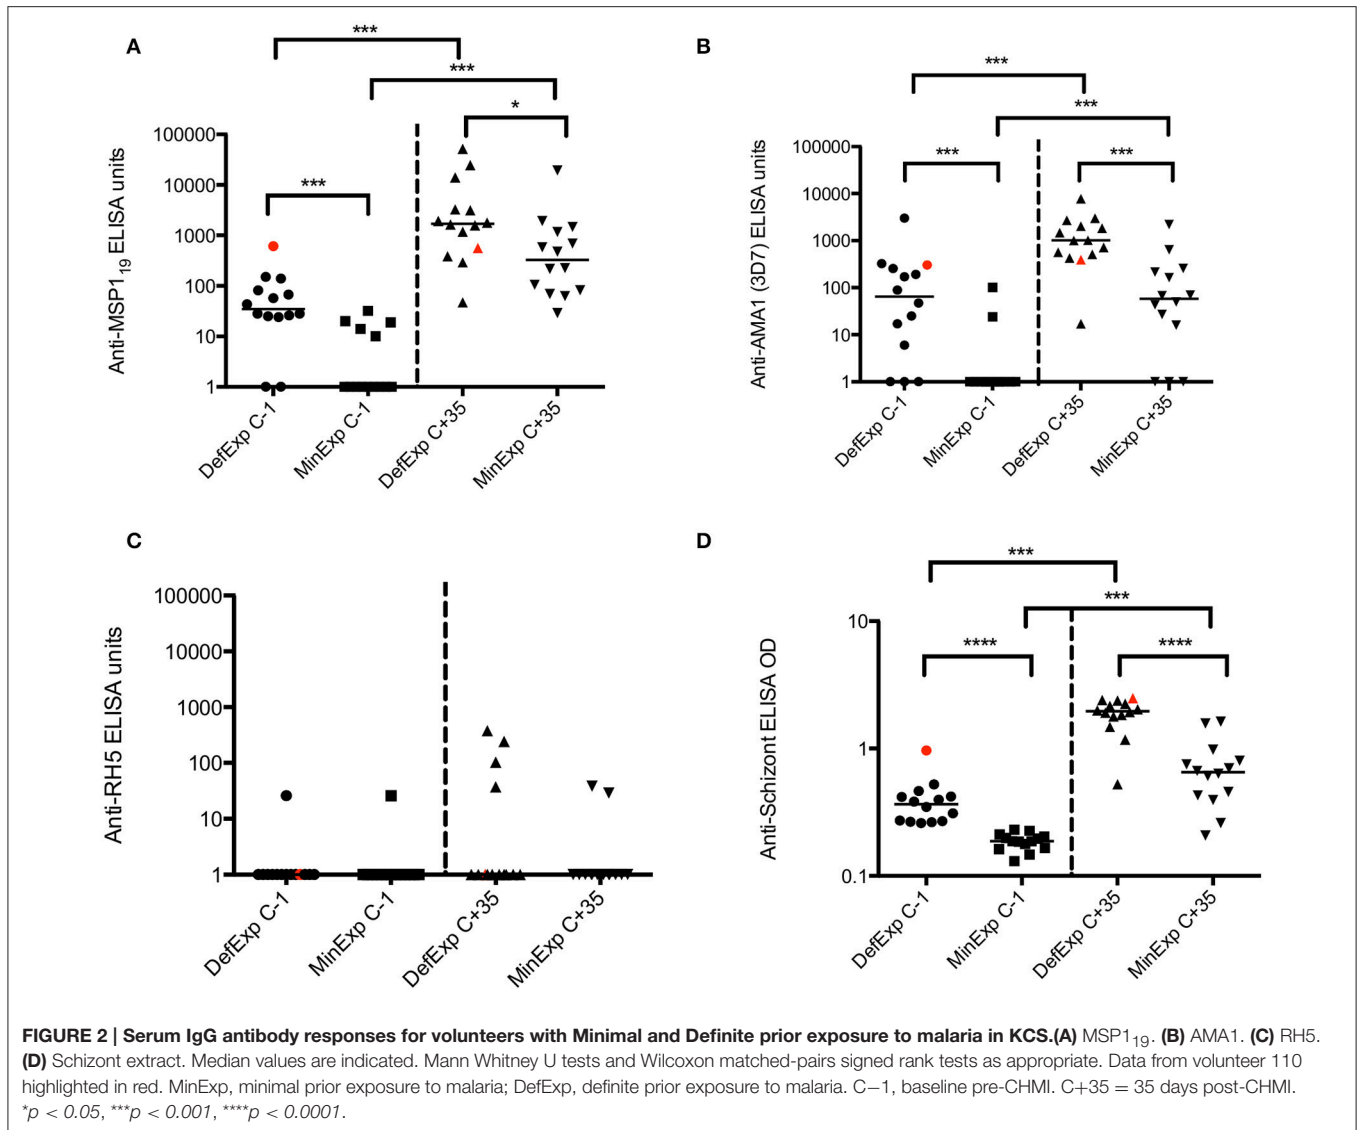 A
***
***
*
***
Anti-MSP1₁₉ ELISA units
100000
10000
1000
100
10
1
DefExp C-1
MinExp C-1
DefExp C+35
MinExp C+35
B
***
***
***
***
Anti-AMA1 (3D7) ELISA units
100000
10000
1000
100
10
1
DefExp C-1
MinExp C-1
DefExp C+35
MinExp C+35
C
Anti-RH5 ELISA units
100000
10000
1000
100
10
1
DefExp C-1
MinExp C-1
DefExp C+35
MinExp C+35
D
***
***
****
****
Anti-Schizont ELISA OD
10
1
0.1
DefExp C-1
MinExp C-1
DefExp C+35
MinExp C+35
FIGURE 2 | Serum IgG antibody responses for volunteers with Minimal and Definite prior exposure to malaria in KCS.(A) MSP1₁₉. (B) AMA1. (C) RH5.
(D) Schizont extract. Median values are indicated. Mann Whitney U tests and Wilcoxon matched-pairs signed rank tests as appropriate. Data from volunteer 110
highlighted in red. MinExp, minimal prior exposure to malaria; DefExp, definite prior exposure to malaria. C−1, baseline pre-CHMI. C+35 = 35 days post-CHMI.
*p < 0.05, ***p < 0.001, ****p < 0.0001.